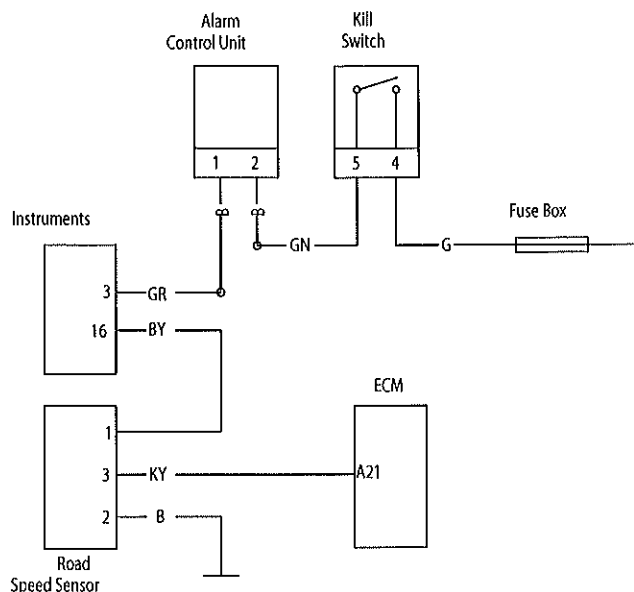 Alarm
Control Unit
Kill
Switch
1 2
5 4
B B
Instruments
Fuse Box
GN
G
3 GR
16 BY
ECM
1
3 KY A21
2 B
Road
Speed Sensor